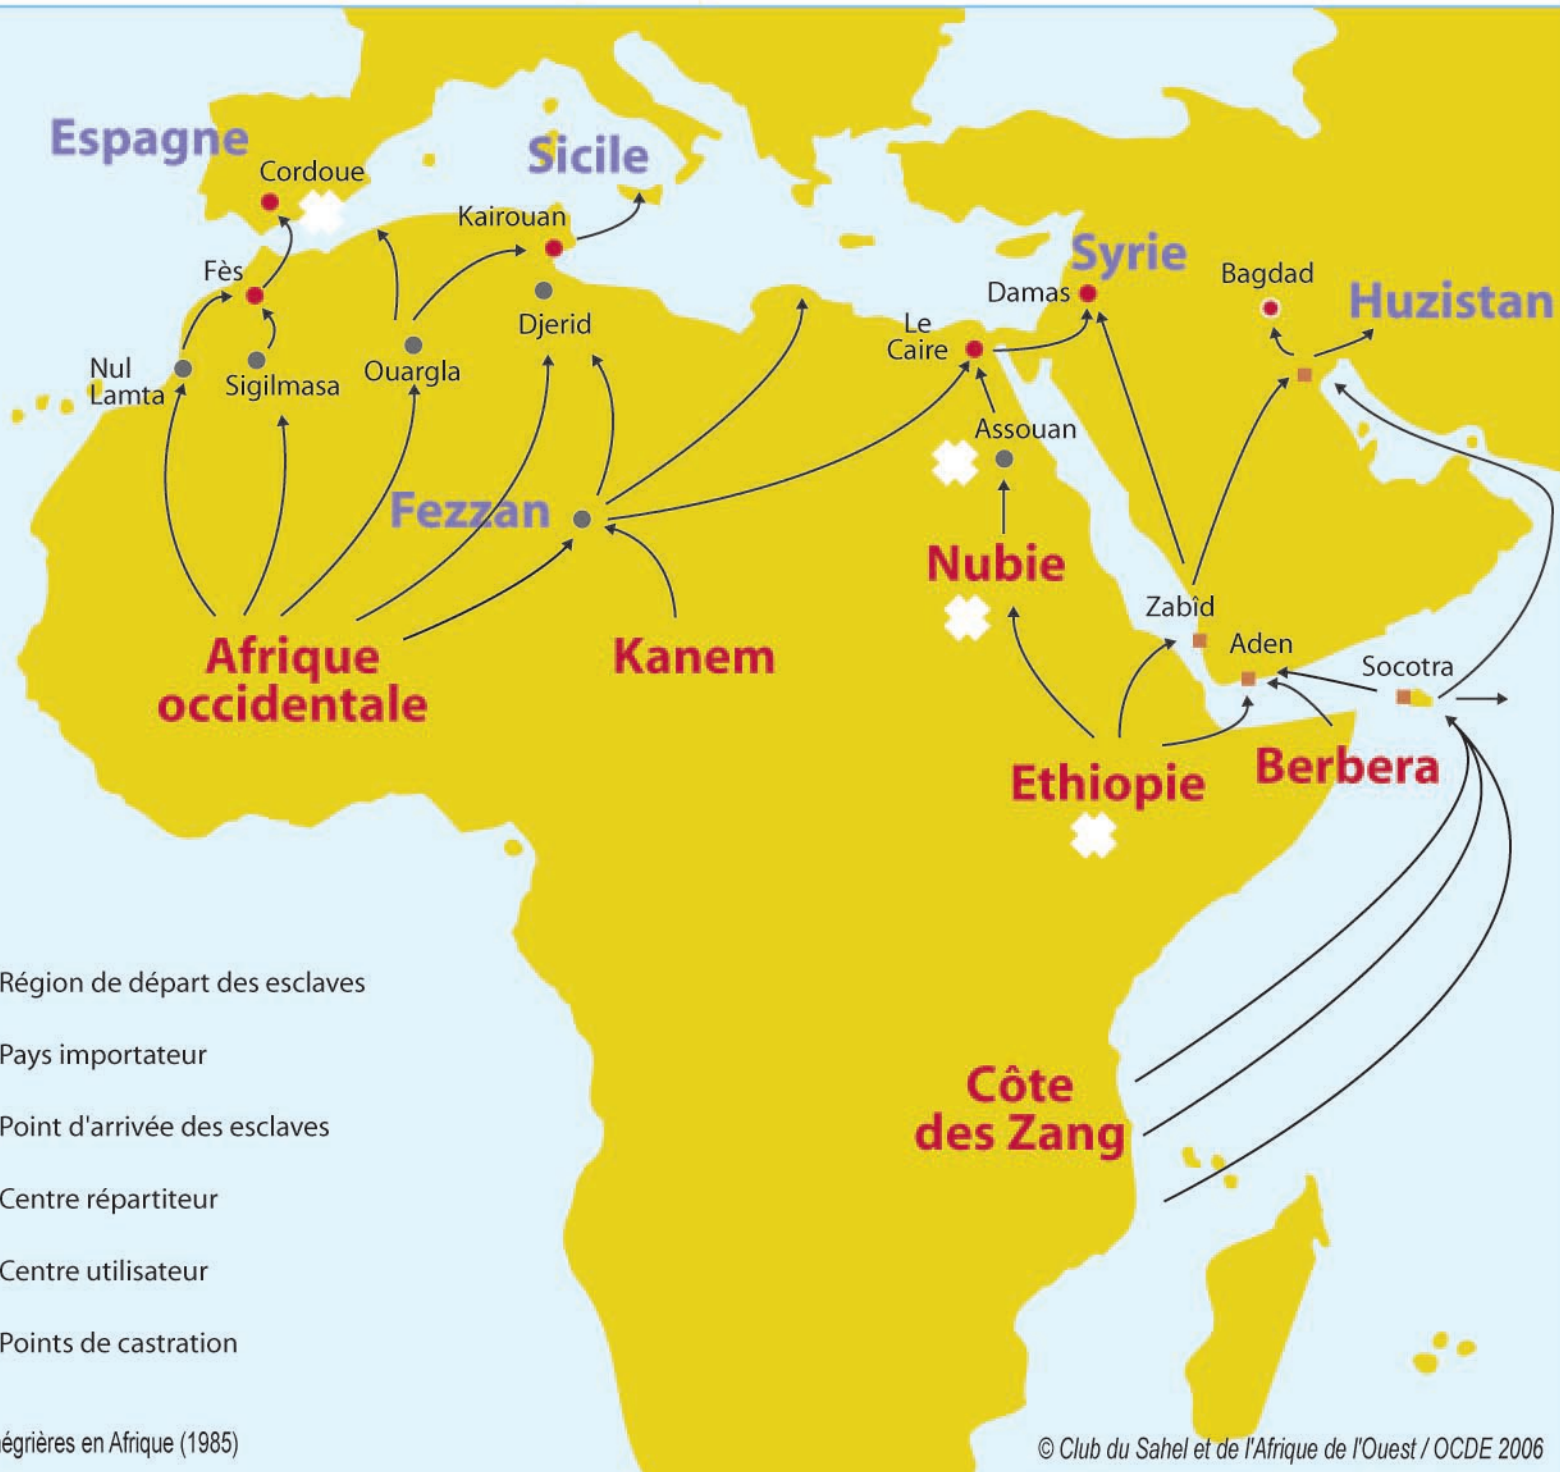 Espagne
Cordoue
Sicile
Kairouan
Fès
Syrie
Bagdad
Damas
Huzistan
Djerid
Le
Caire
Nul
Lamta
Sigilmasa
Ouargla
Assouan
Fezzan
Nubie
Zabîd
Aden
Afrique
occidentale
Kanem
Socotra
Ethiopie
Berbera
Région de départ des esclaves
Pays importateur
Côte
des Zang
Point d'arrivée des esclaves
Centre répartiteur
Centre utilisateur
Points de castration
égrières en Afrique (1985)
© Club du Sahel et de l'Afrique de l'Ouest / OCDE 2006